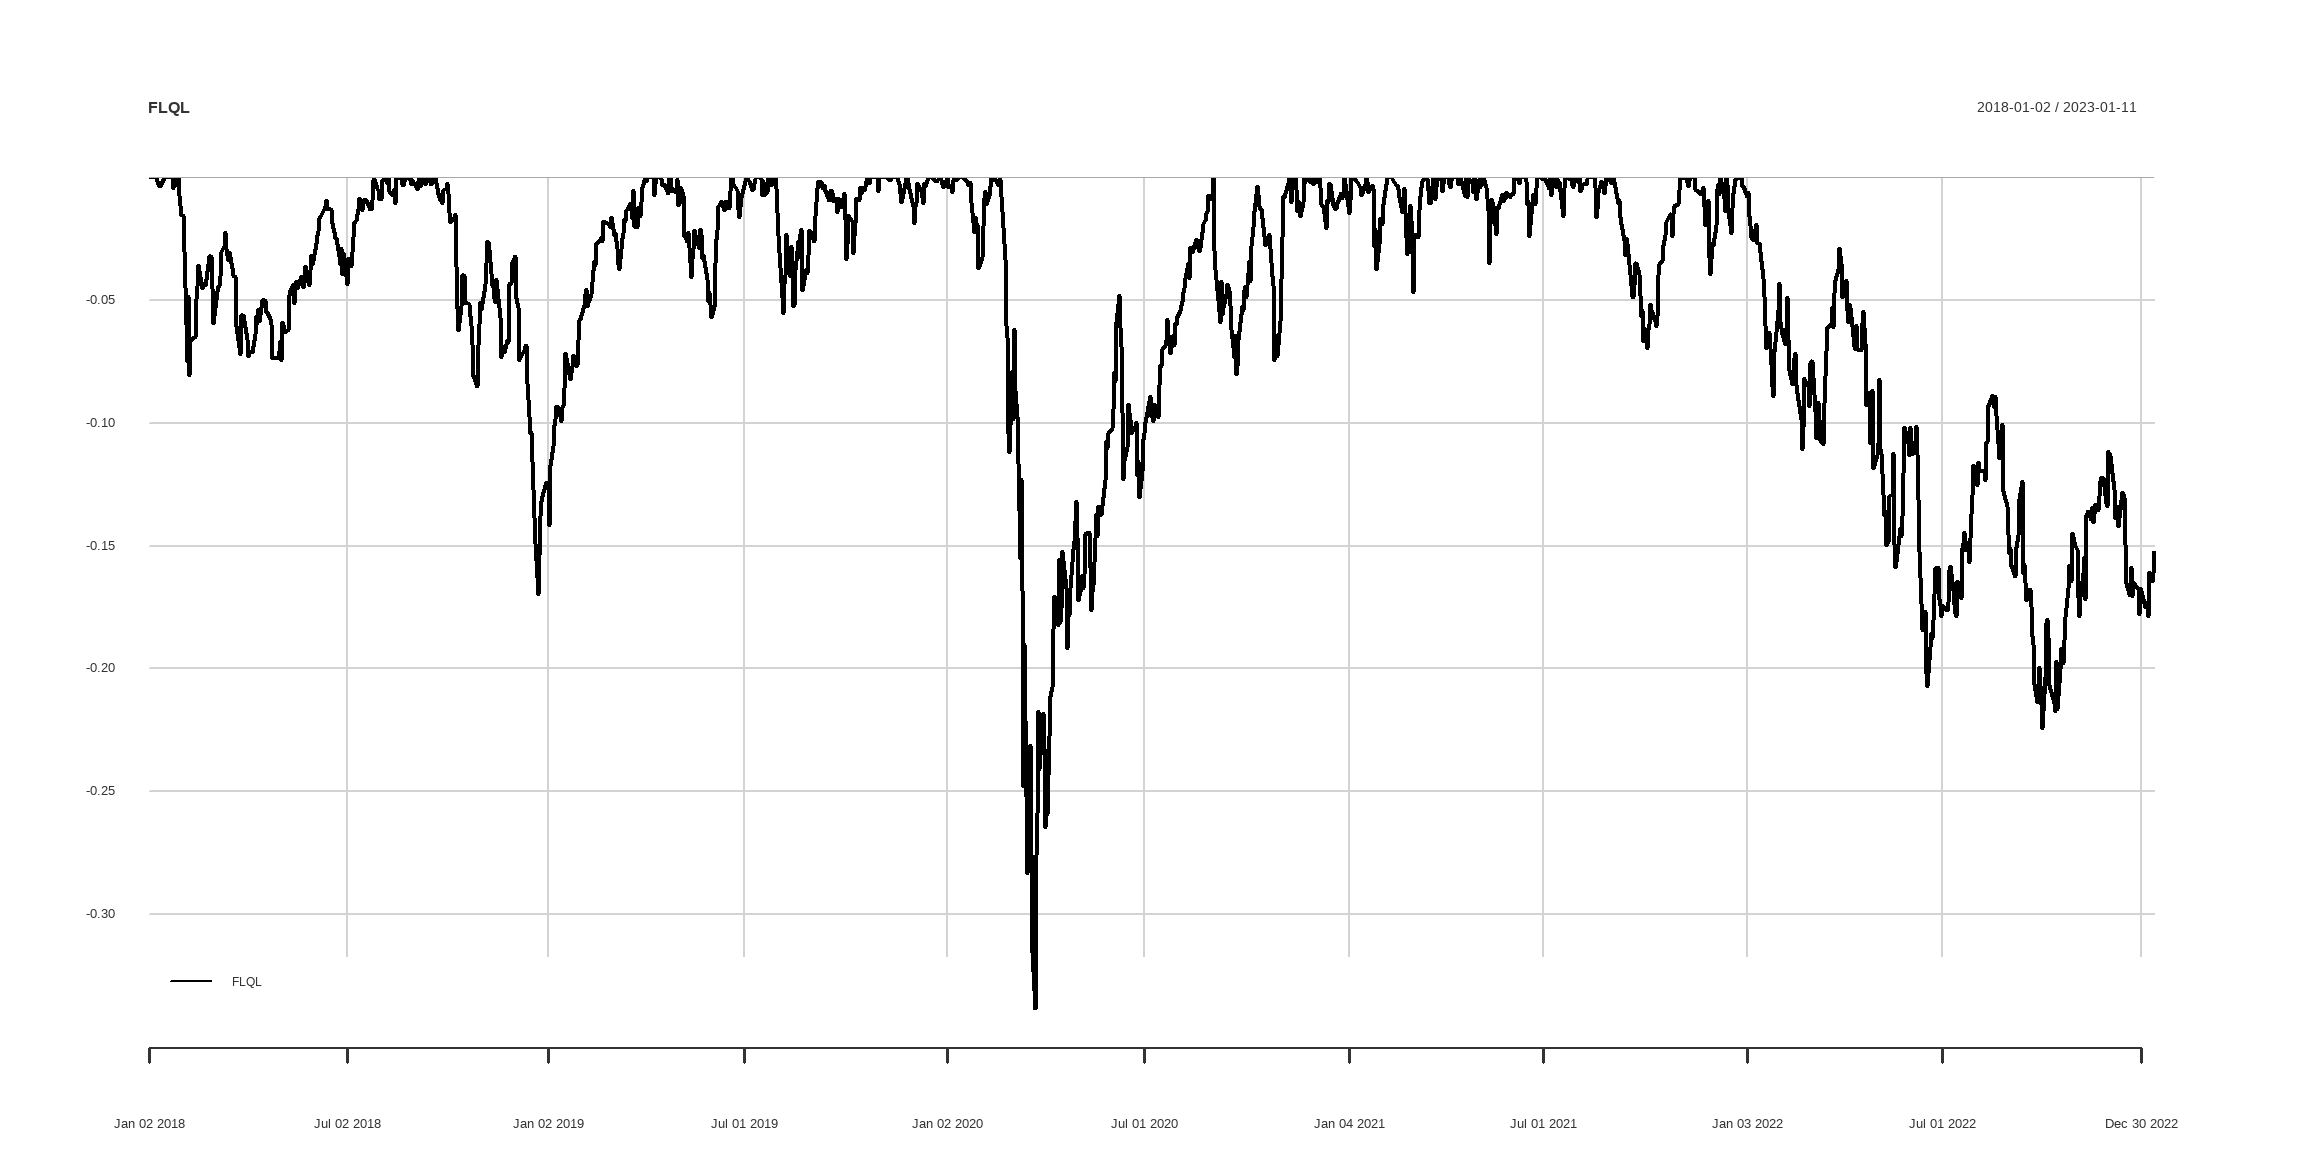 FLQL
2018-01-02 / 2023-01-11
-0.05
-0.10
-0.15
-0.20
-0.25
-0.30
FLQL
Jan 02 2018
Jul 02 2018
Jan 02 2019
Jul 01 2019
Jan 02 2020
Jul 01 2020
Jan 04 2021
Jul 01 2021
Jan 03 2022
Jul 01 2022
Dec 30 2022